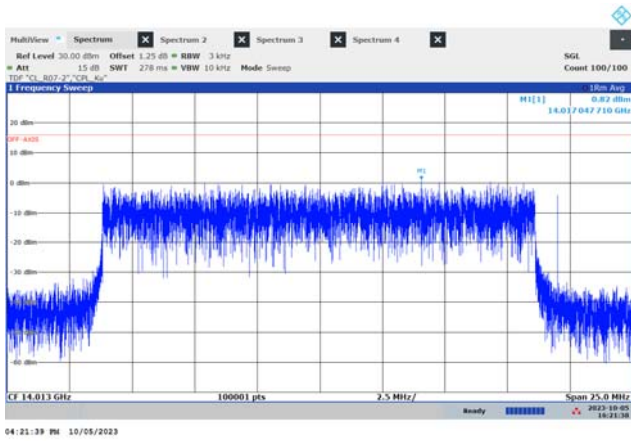 MultiView Spectrum Spectrum 2 Spectrum 3 Spectrum 4
Ref Level 30.00 dBm Offset 1.25 dB RBW 3 kHz SGL
Att 15 dB SWT 278 ms VBW 10 kHz Mode Sweep Count 100/100
TDF "CL_R07-2","CPL_Ku"
1 Frequency Sweep 1Rm Avg
M1[1] 0.82 dBm
14.017047710 GHz
20 dBm
OFF-AXIS
10 dBm
M1
0 dBm
-10 dBm
-20 dBm
-30 dBm
-60 dBm
CF 14.013 GHz 100001 pts 2.5 MHz/ Span 25.0 MHz
Ready 2023-10-05
16:21:38
04:21:39 PM 10/05/2023